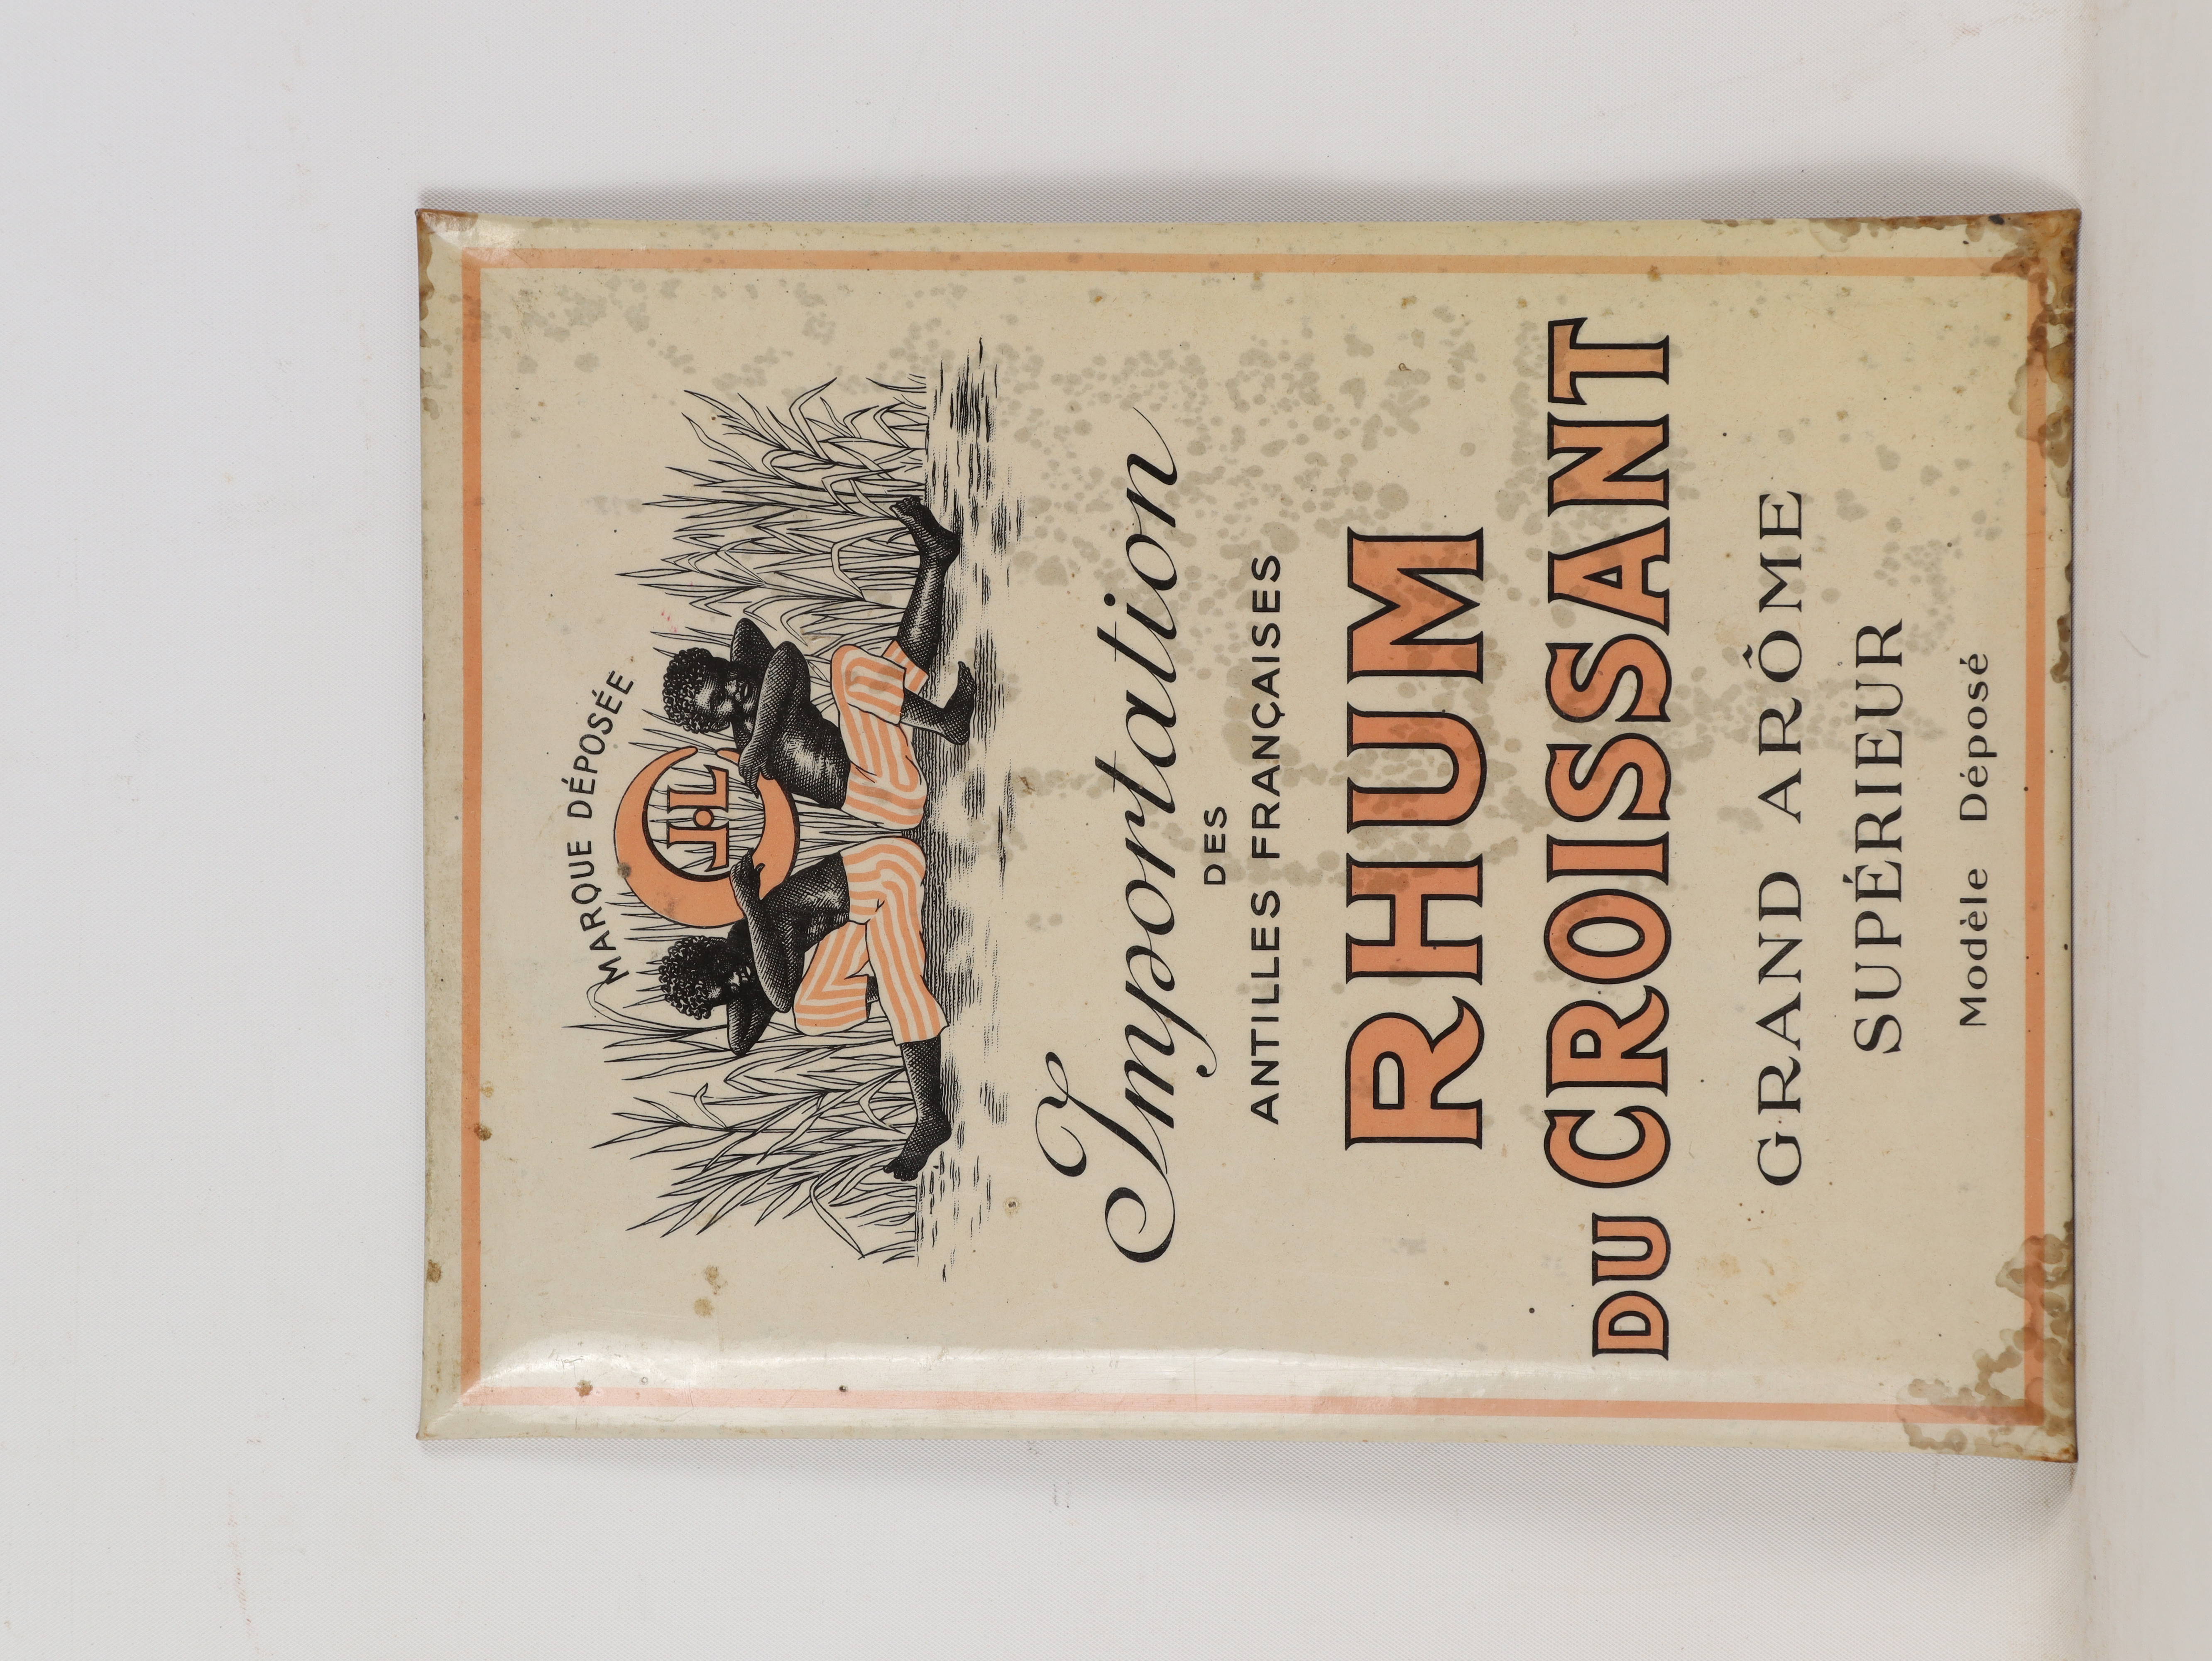 MARQUE DÉPOSÉE
Importation
DES
ANTILLES FRANÇAISES
RHUM
DU CROISSANT
GRAND ARÔME
SUPÉRIEUR
Modèle Déposé